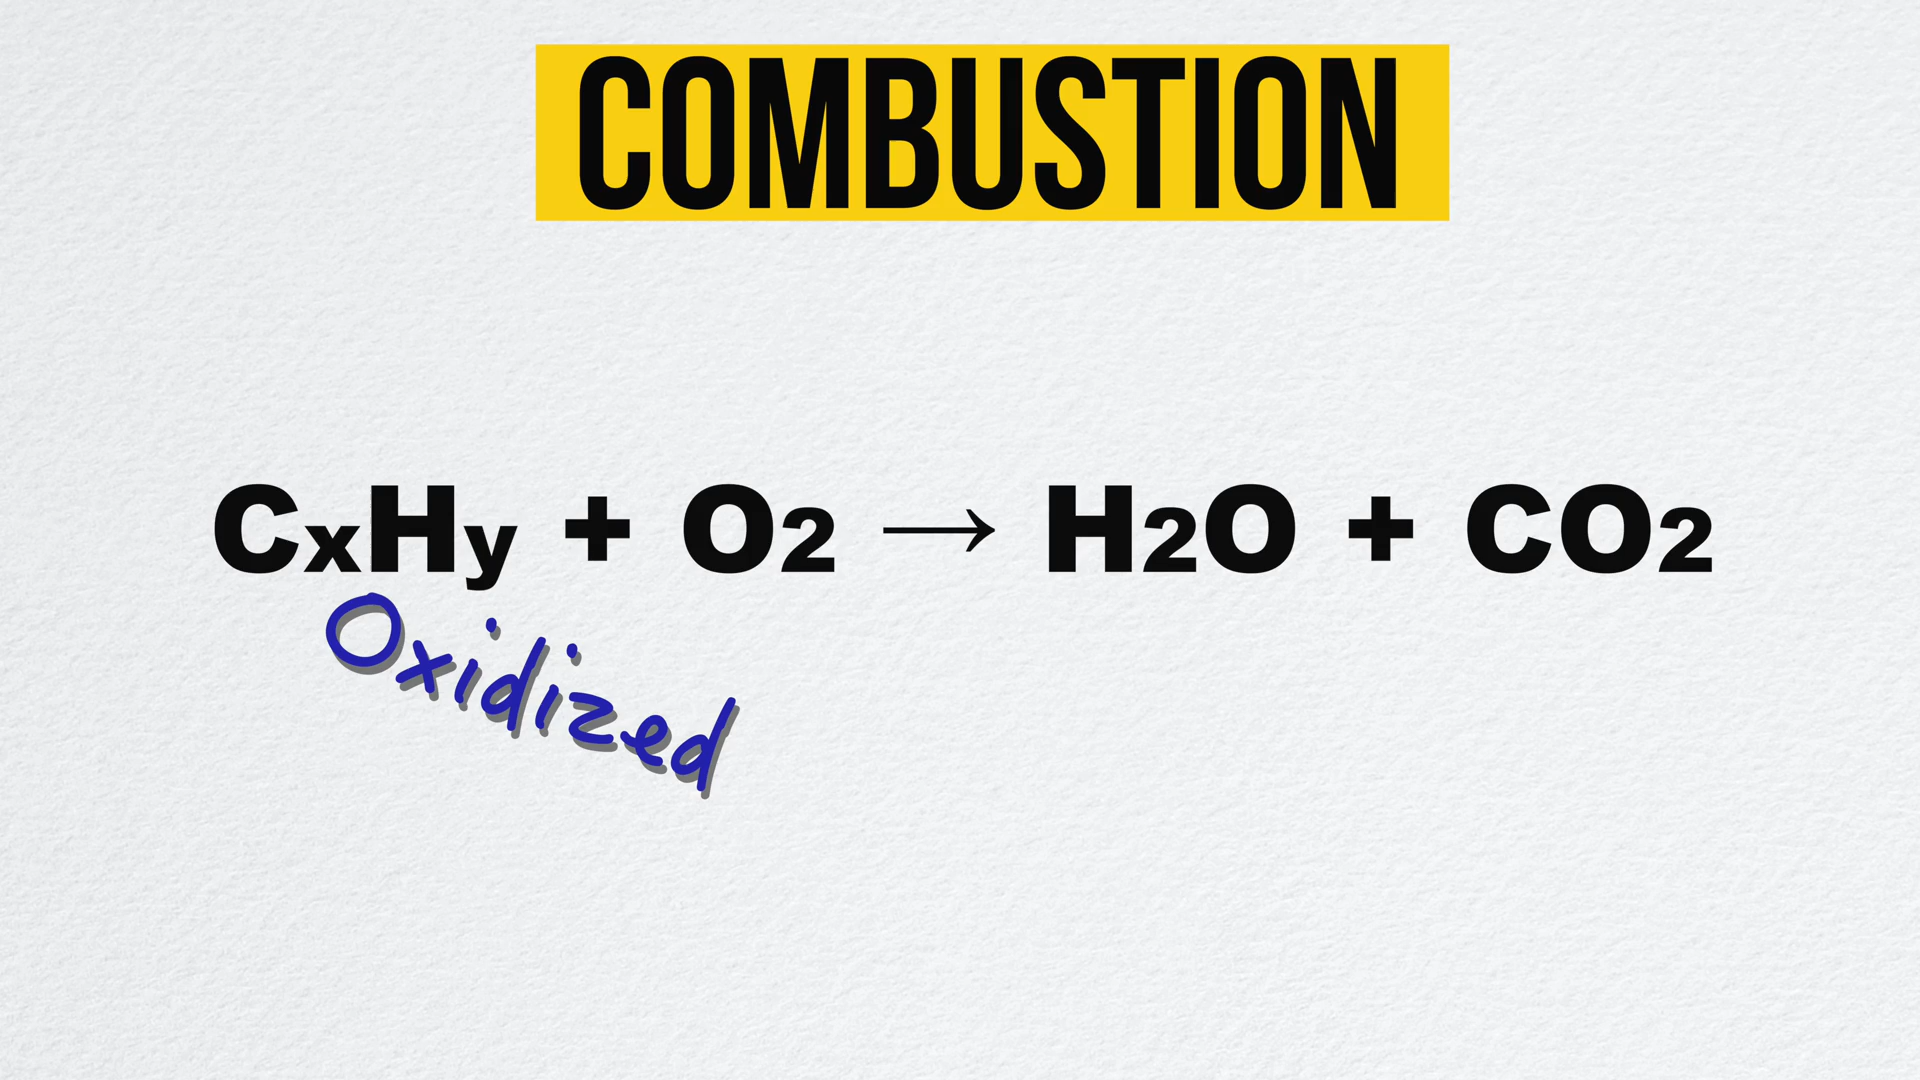 COMBUSTION
CxHy + O2 → H2O + CO2
Oxidized